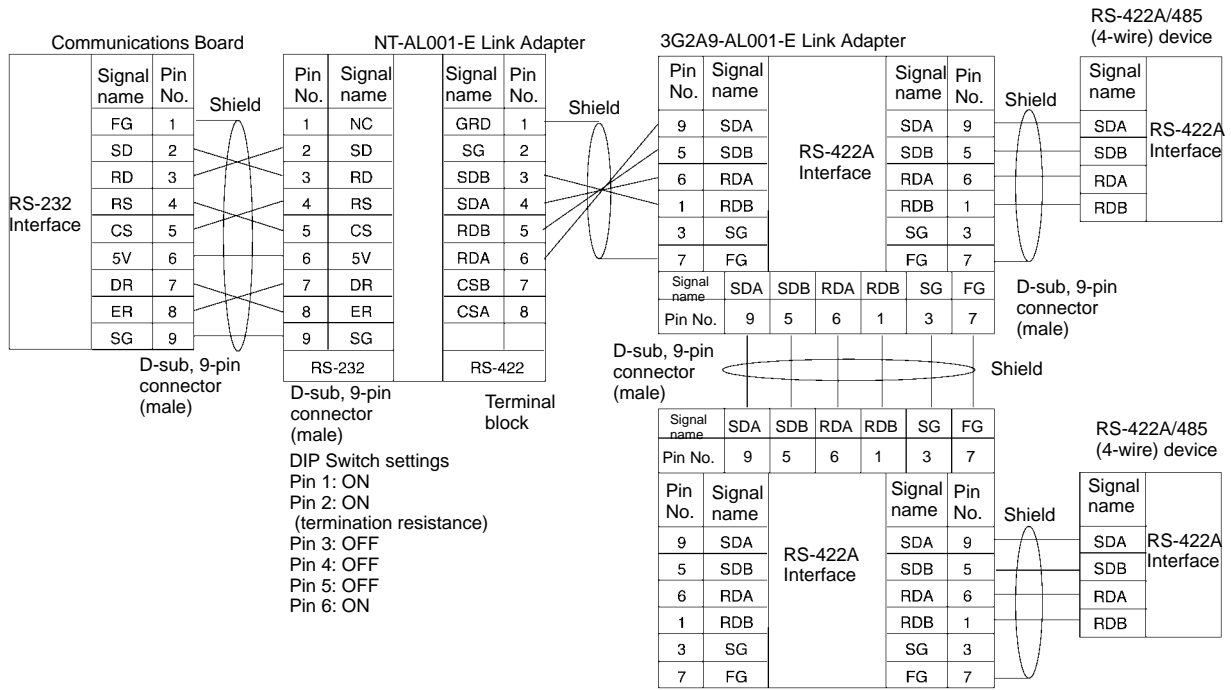 RS-422A/485
(4-wire) device
Communications Board
NT-AL001-E Link Adapter
3G2A9-AL001-E Link Adapter
Signal name Pin No.
Shield
Pin No. Signal name
Signal name Pin No.
Shield
Pin No. Signal name
Signal name Pin No.
Shield
Signal name
RS-232 Interface
FG 1
SD 2
RD 3
RS 4
CS 5
5V 6
DR 7
ER 8
SG 9
D-sub, 9-pin
connector
(male)
1 NC
2 SD
3 RD
4 RS
5 CS
6 5V
7 DR
8 ER
9 SG
RS-232
GRD 1
SG 2
SDB 3
SDA 4
RDB 5
RDA 6
CSB 7
CSA 8
RS-422
D-sub, 9-pin
connector
(male)
Terminal
block
DIP Switch settings
Pin 1: ON
Pin 2: ON
(termination resistance)
Pin 3: OFF
Pin 4: OFF
Pin 5: OFF
Pin 6: ON
9 SDA
5 SDB
6 RDA
1 RDB
3 SG
7 FG
RS-422A
Interface
SDA 9
SDB 5
RDA 6
RDB 1
SG 3
FG 7
SDA
SDB
RDA
RDB
RS-422A
Interface
Signal name SDA SDB RDA RDB SG FG
Pin No. 9 5 6 1 3 7
D-sub, 9-pin
connector
(male)
D-sub, 9-pin
connector
(male)
Shield
Signal name SDA SDB RDA RDB SG FG
Pin No. 9 5 6 1 3 7
RS-422A/485
(4-wire) device
Pin No. Signal name
Signal name Pin No.
Shield
Signal name
9 SDA
5 SDB
6 RDA
1 RDB
3 SG
7 FG
RS-422A
Interface
SDA 9
SDB 5
RDA 6
RDB 1
SG 3
FG 7
SDA
SDB
RDA
RDB
RS-422A
Interface